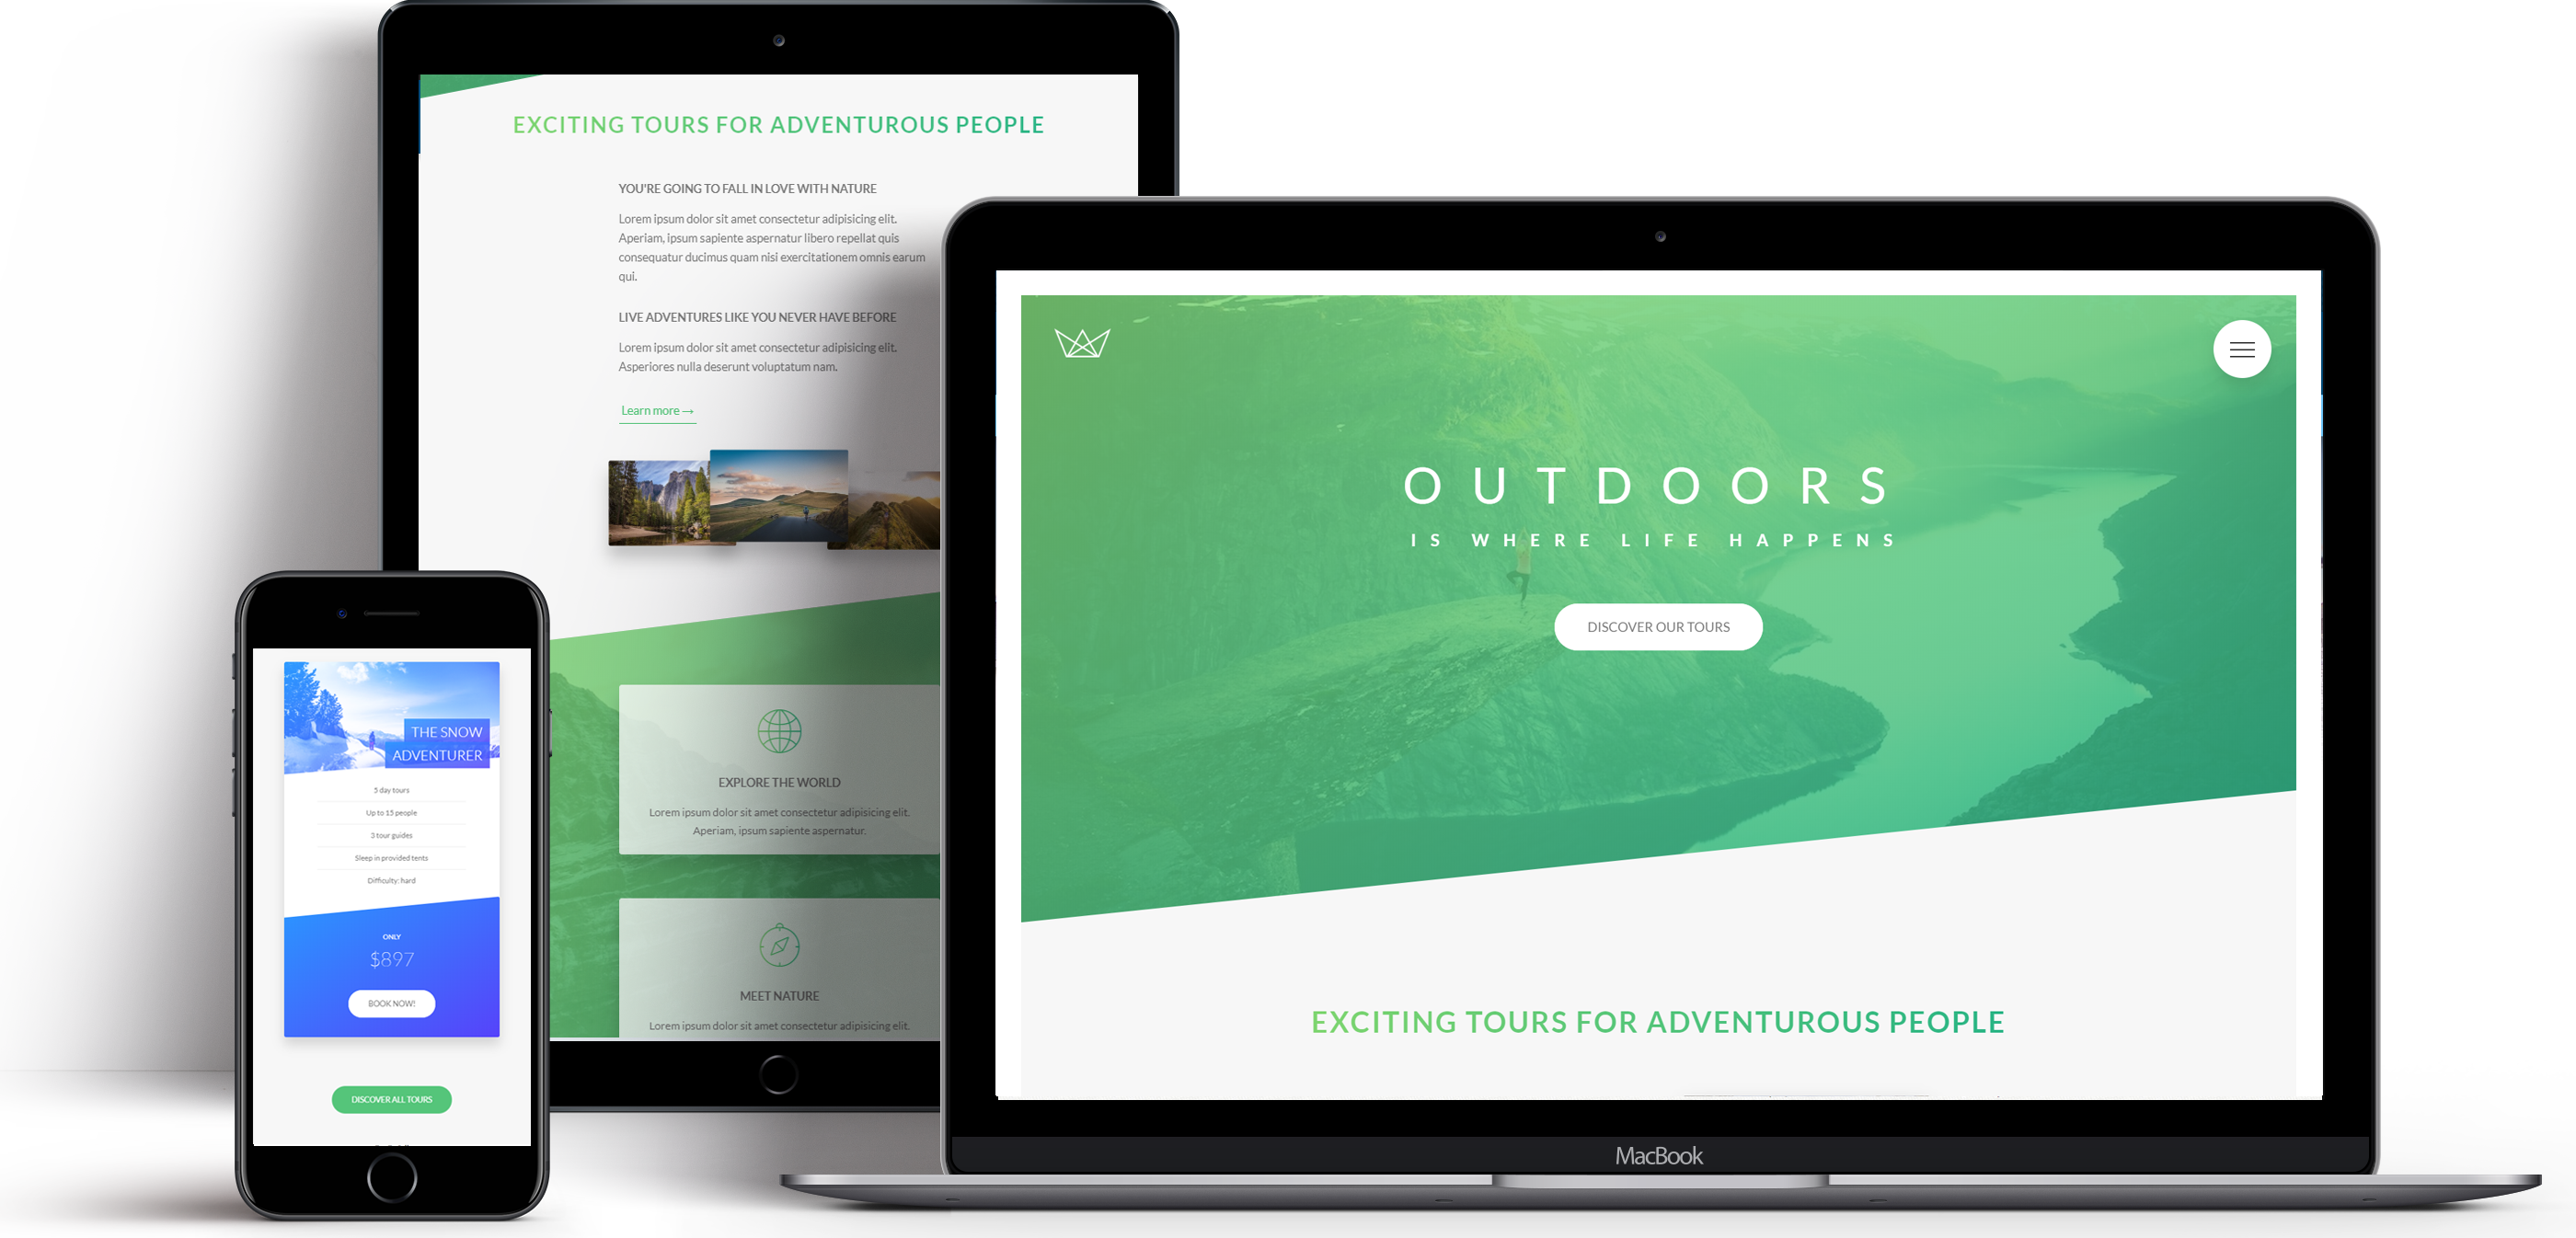 EXCITING TOURS FOR ADVENTUROUS PEOPLE
YOU'RE GOING TO FALL IN LOVE WITH NATURE
Lorem ipsum dolor sit amet consectetur adipisicing elit.
Aperiam, ipsum sapiente aspernatur libero repellat quis
consequatur ducimus quam nisi exercitationem omnis earum
qui.
LIVE ADVENTURES LIKE YOU NEVER HAVE BEFORE
Lorem ipsum dolor sit amet consectetur adipisicing elit.
Asperiores nulla deserunt voluptatum nam.
Learn more →
EXPLORE THE WORLD
Lorem ipsum dolor sit amet consectetur adipisicing elit.
Aperiam, ipsum sapiente aspernatur.
MEET NATURE
Lorem ipsum dolor sit amet consectetur adipisicing elit.
THE SNOW
ADVENTURER
5 day tours
Up to 15 people
3 tour guides
Sleep in provided tents
Difficulty: hard
ONLY
$897
BOOK NOW!
DISCOVER ALL TOURS
OUTDOORS
IS WHERE LIFE HAPPENS
DISCOVER OUR TOURS
EXCITING TOURS FOR ADVENTUROUS PEOPLE
MacBook